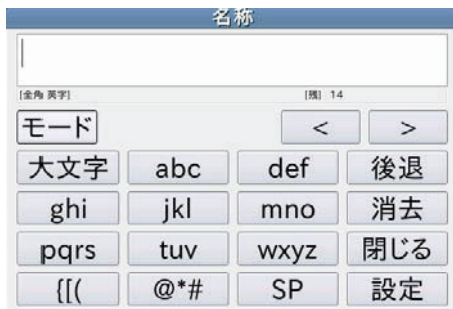 名称
[全角 英字] [残] 14
モード < >
大文字 abc def 後退
ghi jkl mno 消去
pqrs tuv wxyz 閉じる
{[( @*# SP 設定